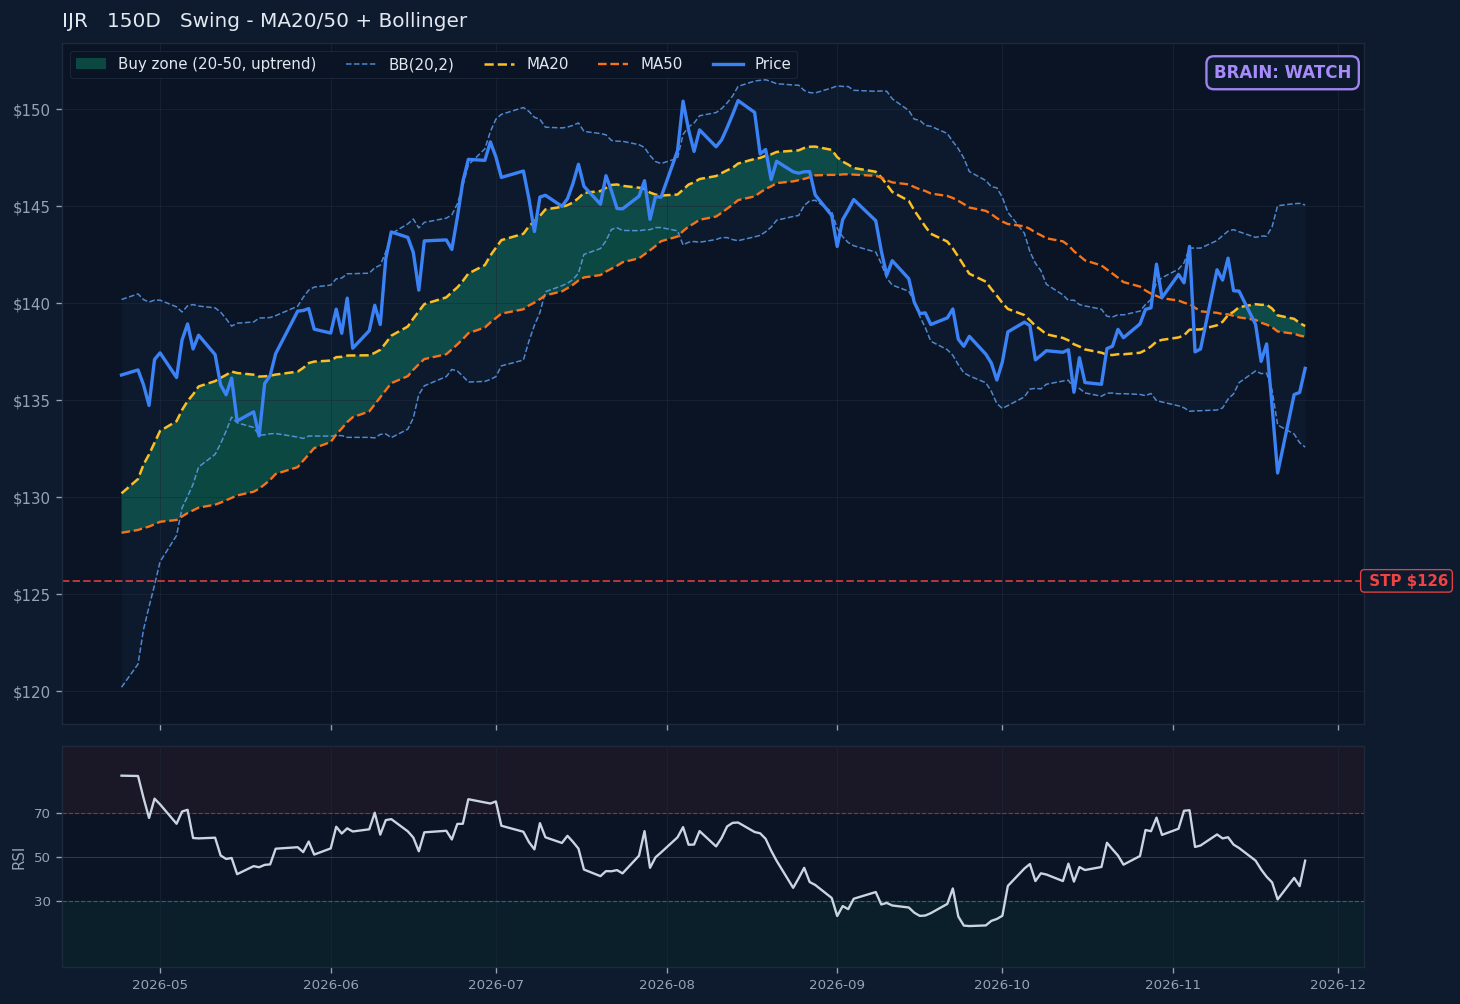 IJR   150D   Swing - MA20/50 + Bollinger
Buy zone (20-50, uptrend)   BB(20,2)   MA20   MA50   Price
BRAIN: WATCH
$150
$145
$140
$135
$130
$125
$120
STP $126
RSI
70
50
30
2026-05   2026-06   2026-07   2026-08   2026-09   2026-10   2026-11   2026-12